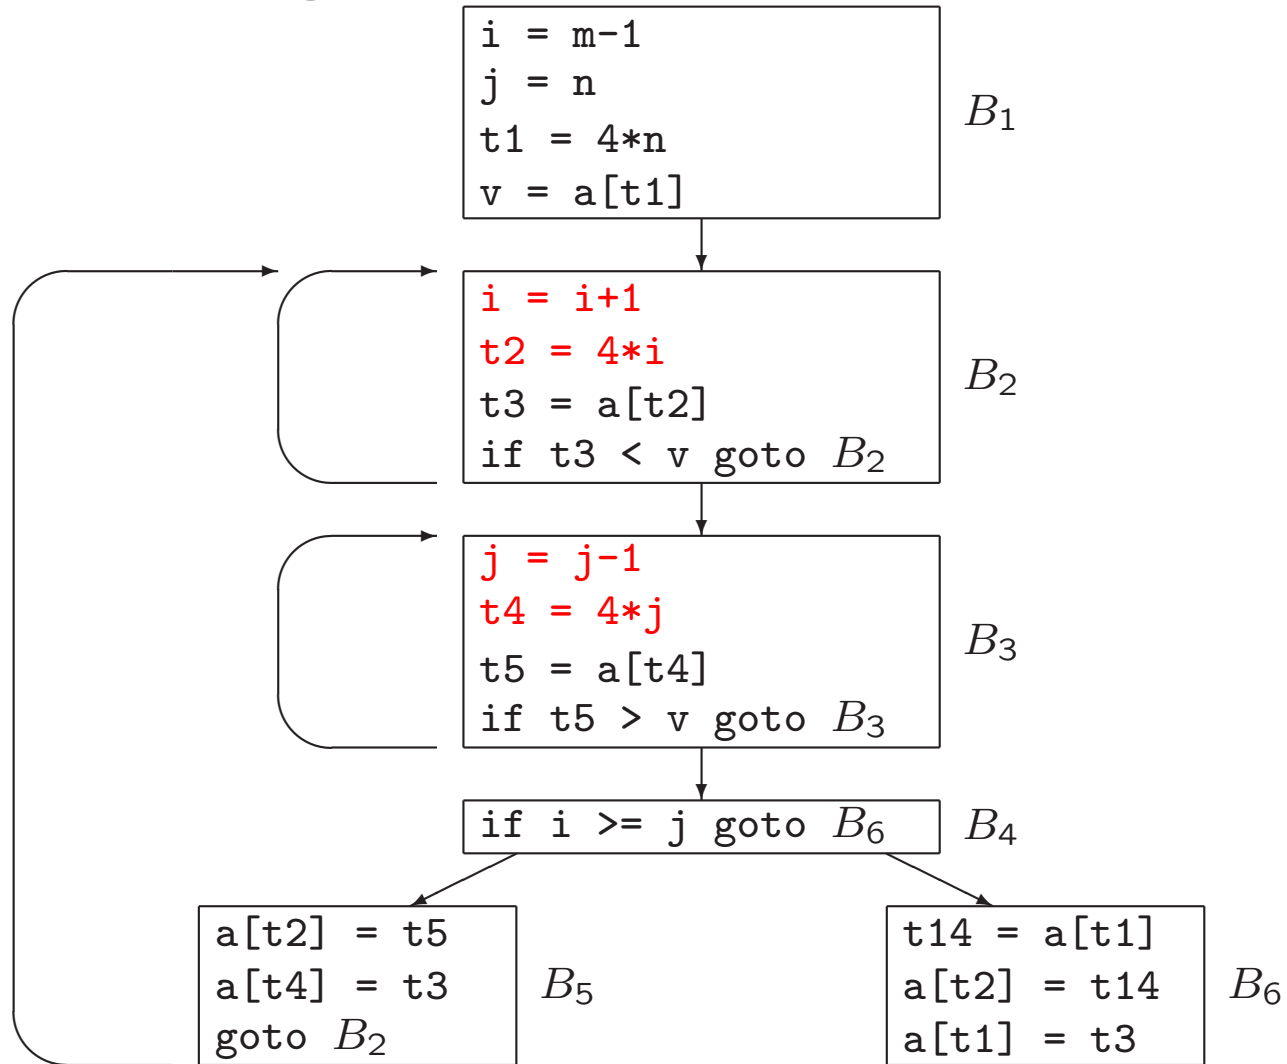 i = m-1
j = n
t1 = 4*n
v = a[t1]
B1
i = i+1
t2 = 4*i
t3 = a[t2]
if t3 < v goto B2
B2
j = j-1
t4 = 4*j
t5 = a[t4]
if t5 > v goto B3
B3
if i >= j goto B6
B4
a[t2] = t5
a[t4] = t3
goto B2
B5
t14 = a[t1]
a[t2] = t14
a[t1] = t3
B6